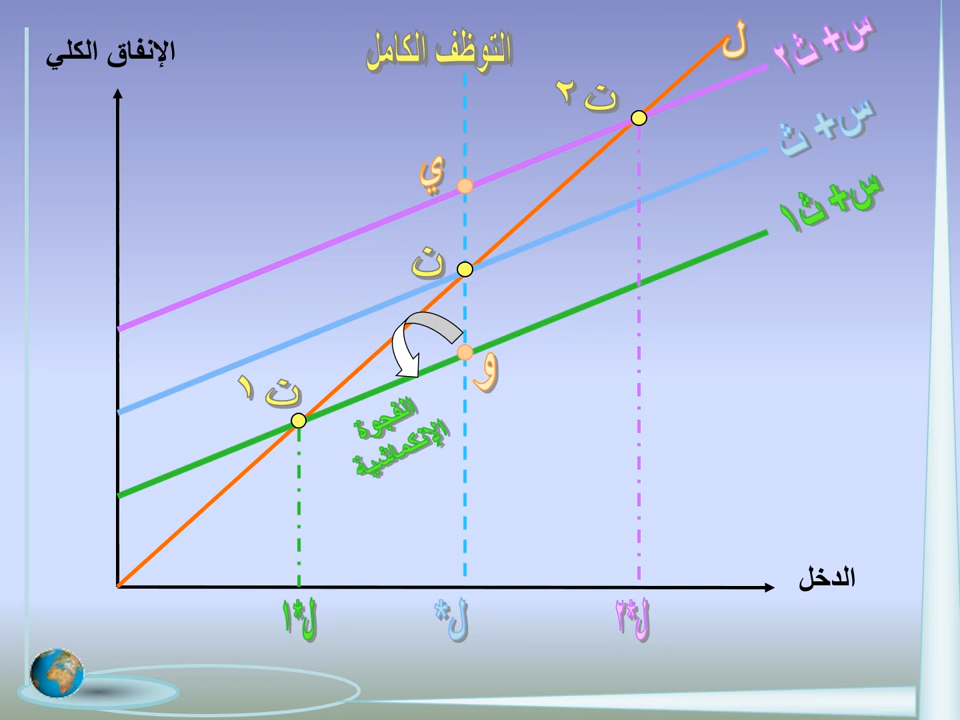 الإنفاق الكلي
التوظف الكامل
ل
س+ ث٢
ن ٢
س+ ث
ي
س+ ث١
ن
و
ن ١
الفجوة
الإنكماشية
الدخل
ل*١
ل*
ل*٢